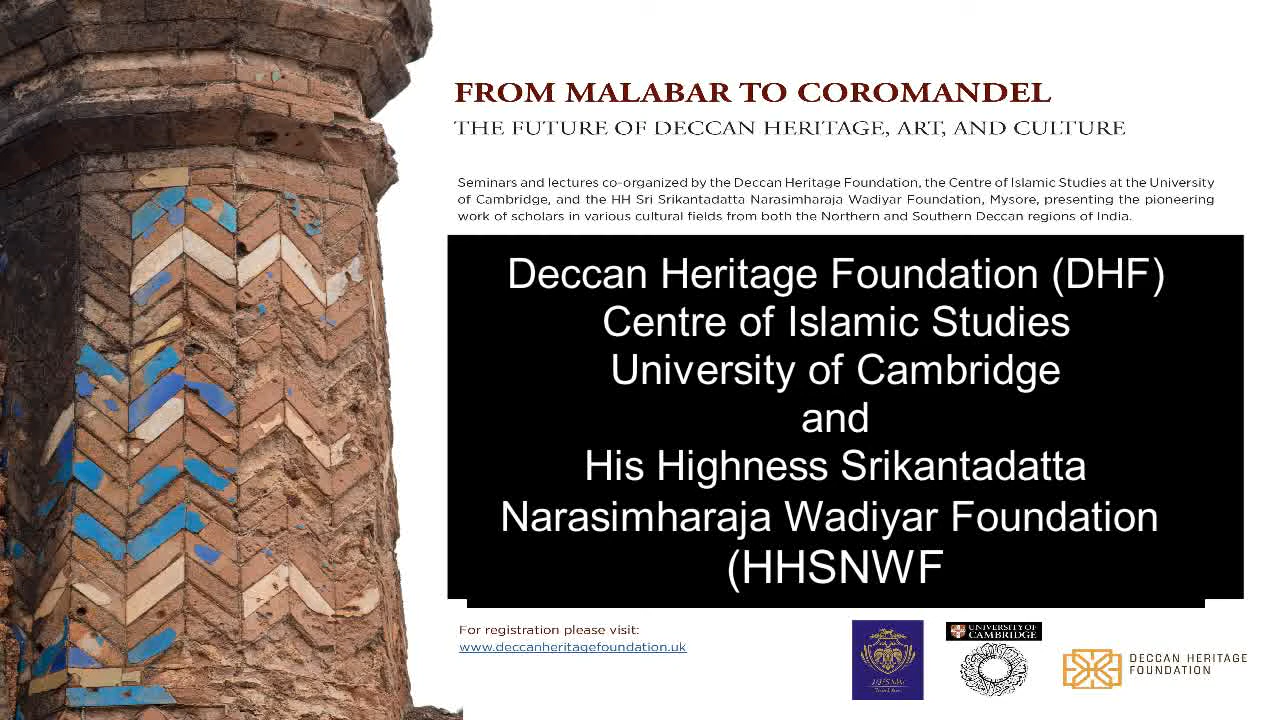 FROM MALABAR TO COROMANDEL
THE FUTURE OF DECCAN HERITAGE, ART, AND CULTURE
Seminars and lectures co-organized by the Deccan Heritage Foundation, the Centre of Islamic Studies at the University
of Cambridge, and the HH Sri Srikantadatta Narasimharaja Wadiyar Foundation, Mysore, presenting the pioneering
work of scholars in various cultural fields from both the Northern and Southern Deccan regions of India.
Deccan Heritage Foundation (DHF)
Centre of Islamic Studies
University of Cambridge
and
His Highness Srikantadatta
Narasimharaja Wadiyar Foundation
(HHSNWF
For registration please visit:
www.deccanheritagefoundation.uk
UNIVERSITY OF
CAMBRIDGE
DECCAN HERITAGE
FOUNDATION